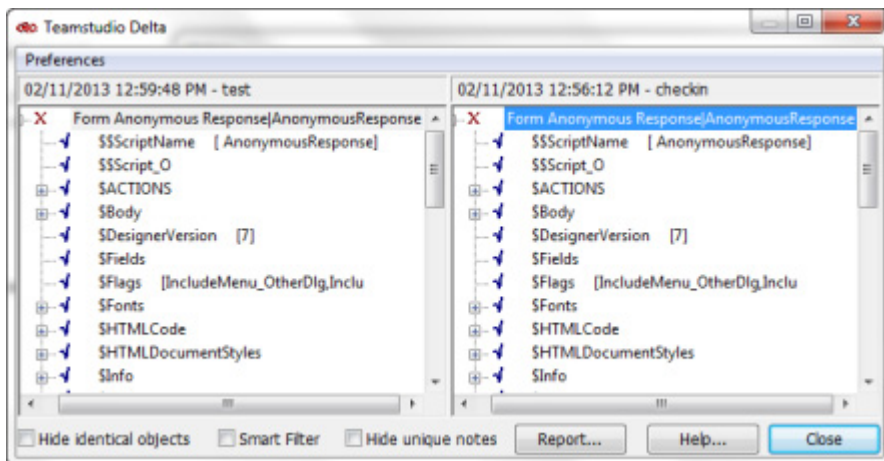 Teamstudio Delta
Preferences
02/11/2013 12:59:48 PM - test
Form Anonymous Response|AnonymousResponse
$$ScriptName [ AnonymousResponse]
$$Script_O
$ACTIONS
$Body
$DesignerVersion [7]
$Fields
$Flags [IncludeMenu_OtherDlg,Inclu
$Fonts
$HTMLCode
$HTMLDocumentStyles
$Info
02/11/2013 12:56:12 PM - checkin
Form Anonymous Response|AnonymousResponse
$$ScriptName [ AnonymousResponse]
$$Script_O
$ACTIONS
$Body
$DesignerVersion [7]
$Fields
$Flags [IncludeMenu_OtherDlg,Inclu
$Fonts
$HTMLCode
$HTMLDocumentStyles
$Info
Hide identical objects Smart Filter Hide unique notes Report... Help... Close